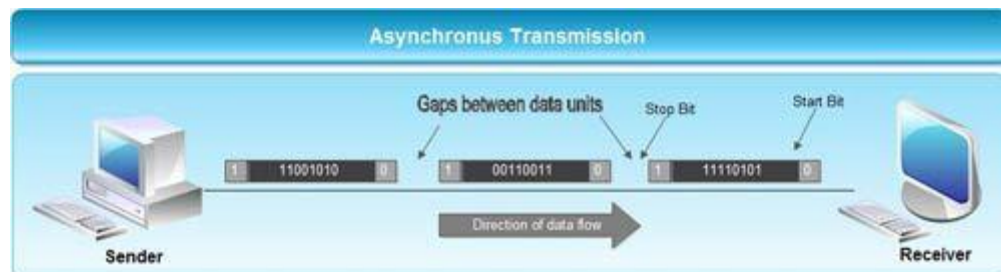 Asynchronus Transmission
Gaps between data units
Stop Bit
Start Bit
1 11001010 0
1 00110011 0
1 11110101 0
Direction of data flow
Sender
Receiver